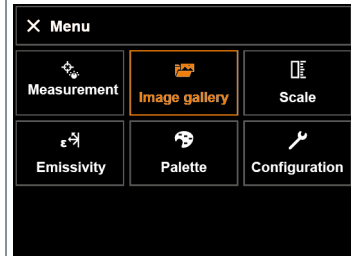 Menu
Measurement
Image gallery
Scale
ε
Emissivity
Palette
Configuration